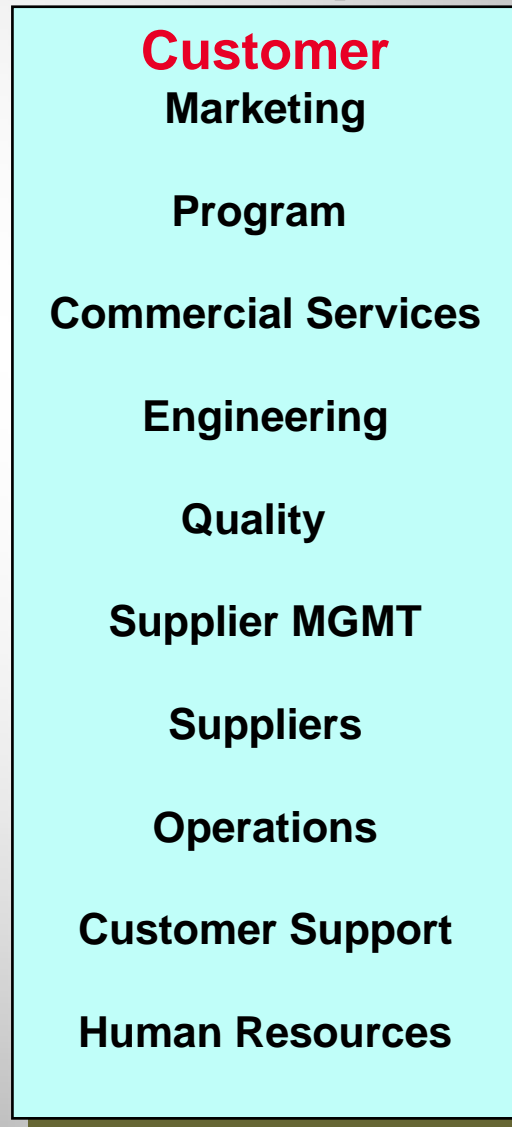 Customer
Marketing
Program
Commercial Services
Engineering
Quality
Supplier MGMT
Suppliers
Operations
Customer Support
Human Resources